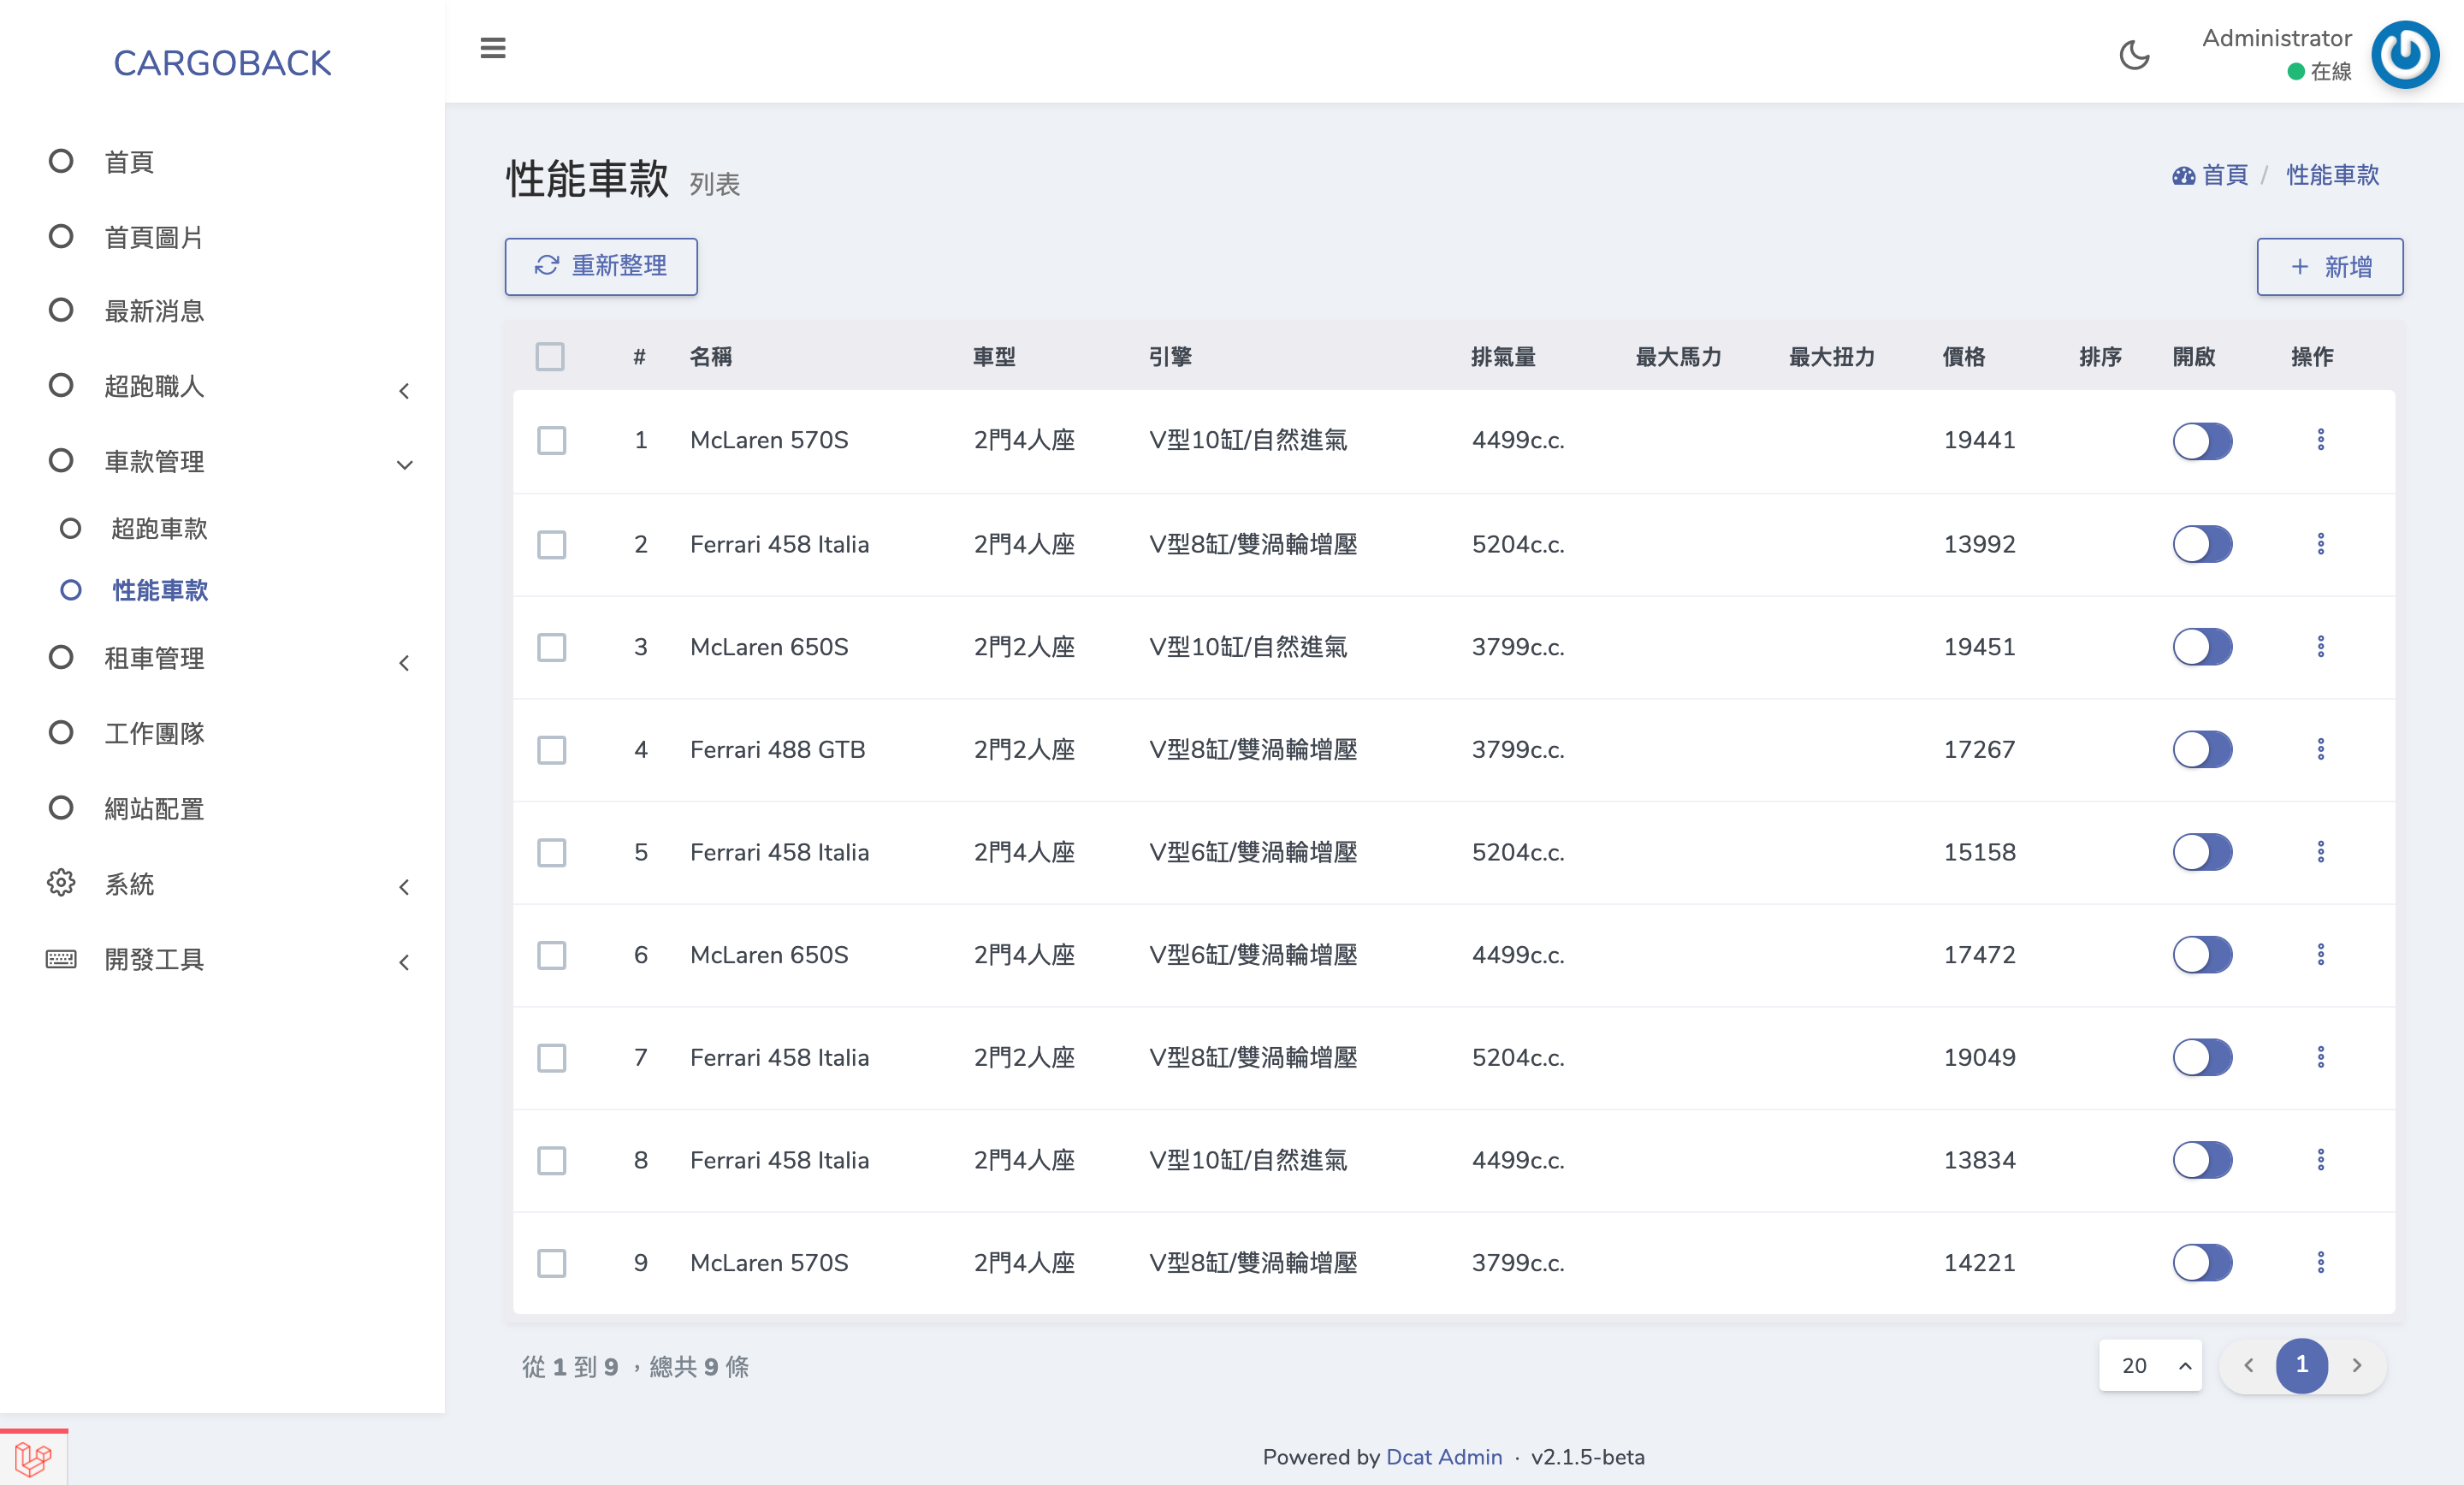 CARGOBACK
Administrator
在線
首頁
首頁圖片
最新消息
超跑職人
車款管理
超跑車款
性能車款
租車管理
工作團隊
網站配置
系統
開發工具
性能車款 列表
首頁 / 性能車款
重新整理
+ 新增
# 名稱 車型 引擎 排氣量 最大馬力 最大扭力 價格 排序 開啟 操作
1 McLaren 570S 2門4人座 V型10缸/自然進氣 4499c.c. 19441
2 Ferrari 458 Italia 2門4人座 V型8缸/雙渦輪增壓 5204c.c. 13992
3 McLaren 650S 2門2人座 V型10缸/自然進氣 3799c.c. 19451
4 Ferrari 488 GTB 2門2人座 V型8缸/雙渦輪增壓 3799c.c. 17267
5 Ferrari 458 Italia 2門4人座 V型6缸/雙渦輪增壓 5204c.c. 15158
6 McLaren 650S 2門4人座 V型6缸/雙渦輪增壓 4499c.c. 17472
7 Ferrari 458 Italia 2門2人座 V型8缸/雙渦輪增壓 5204c.c. 19049
8 Ferrari 458 Italia 2門4人座 V型10缸/自然進氣 4499c.c. 13834
9 McLaren 570S 2門4人座 V型8缸/雙渦輪增壓 3799c.c. 14221
從 1 到 9 ，總共 9 條
20
1
Powered by Dcat Admin · v2.1.5-beta